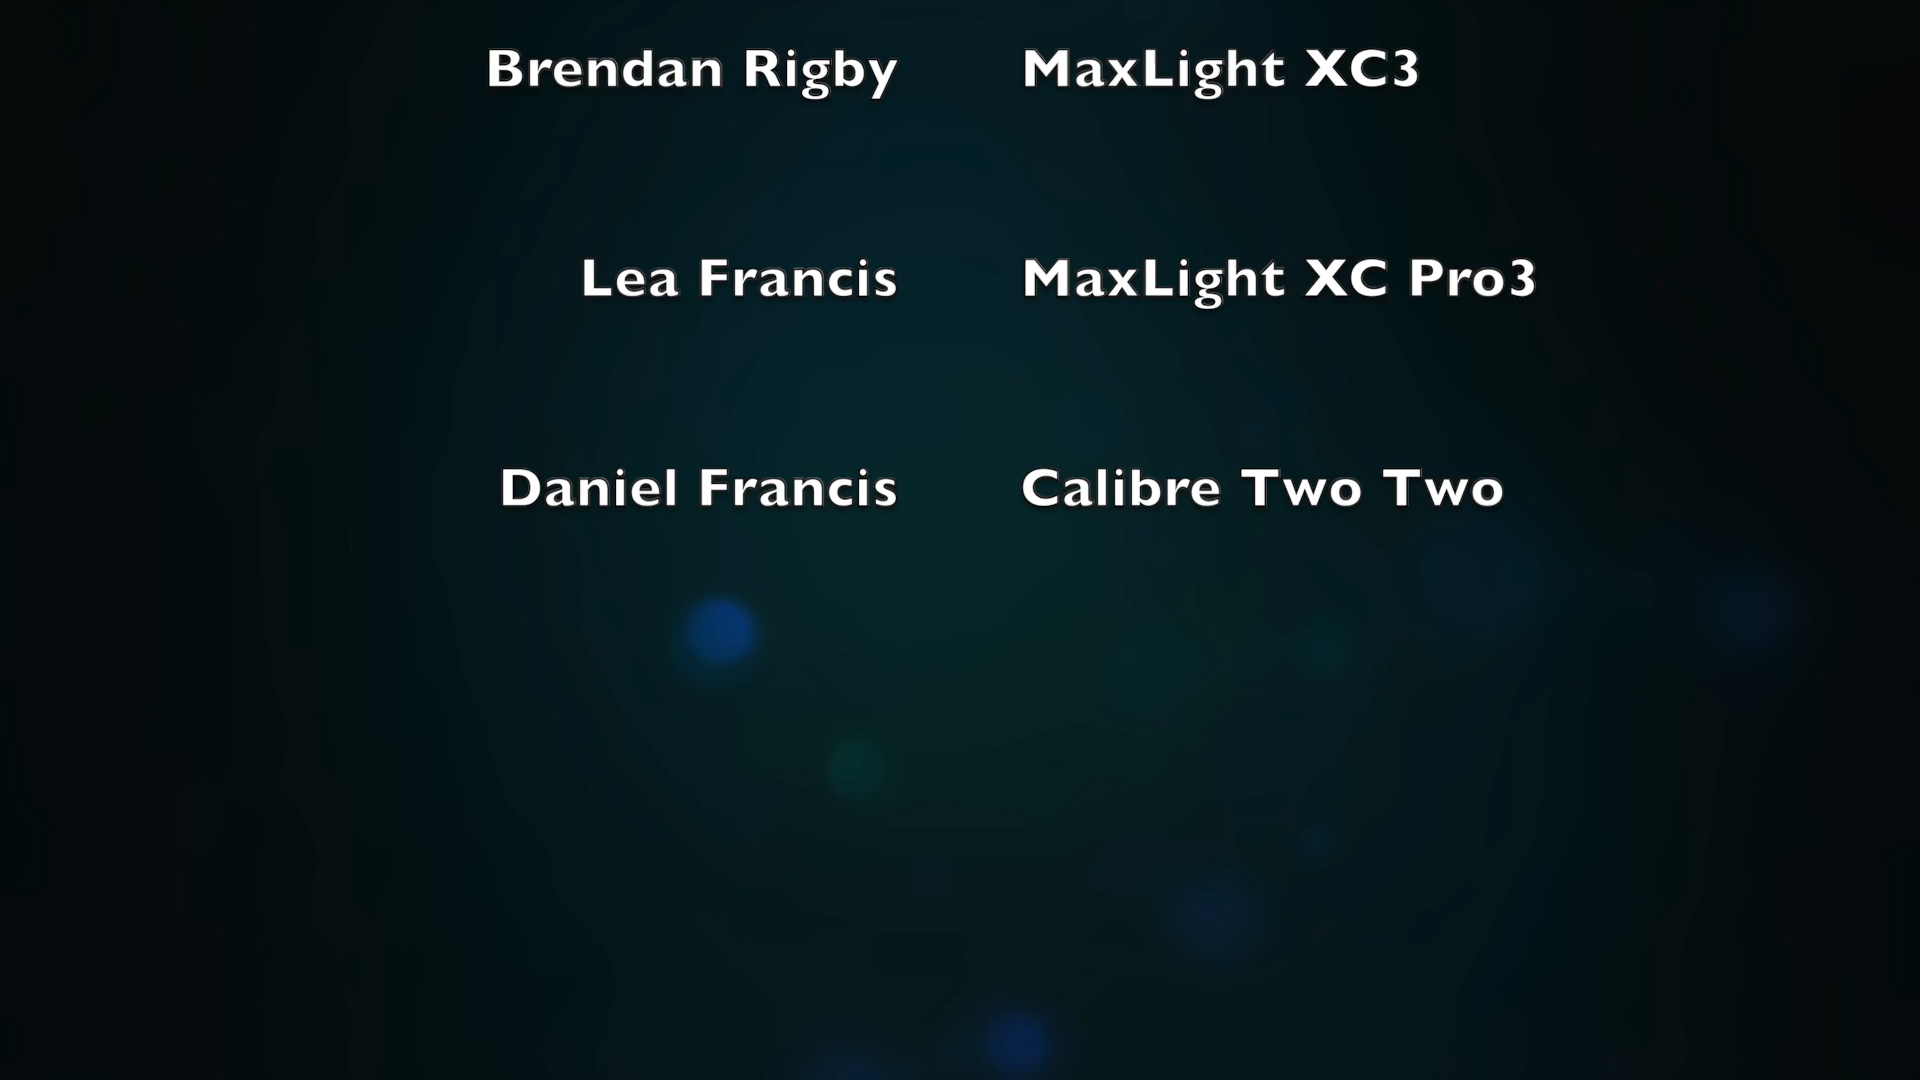 Brendan Rigby MaxLight XC3
Lea Francis MaxLight XC Pro3
Daniel Francis Calibre Two Two